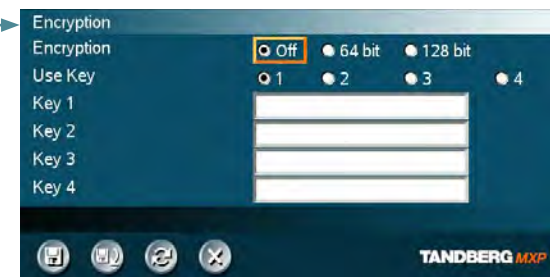 Encryption
Encryption Off 64 bit 128 bit
Use Key 1 2 3 4
Key 1
Key 2
Key 3
Key 4
TANDBERG MXP